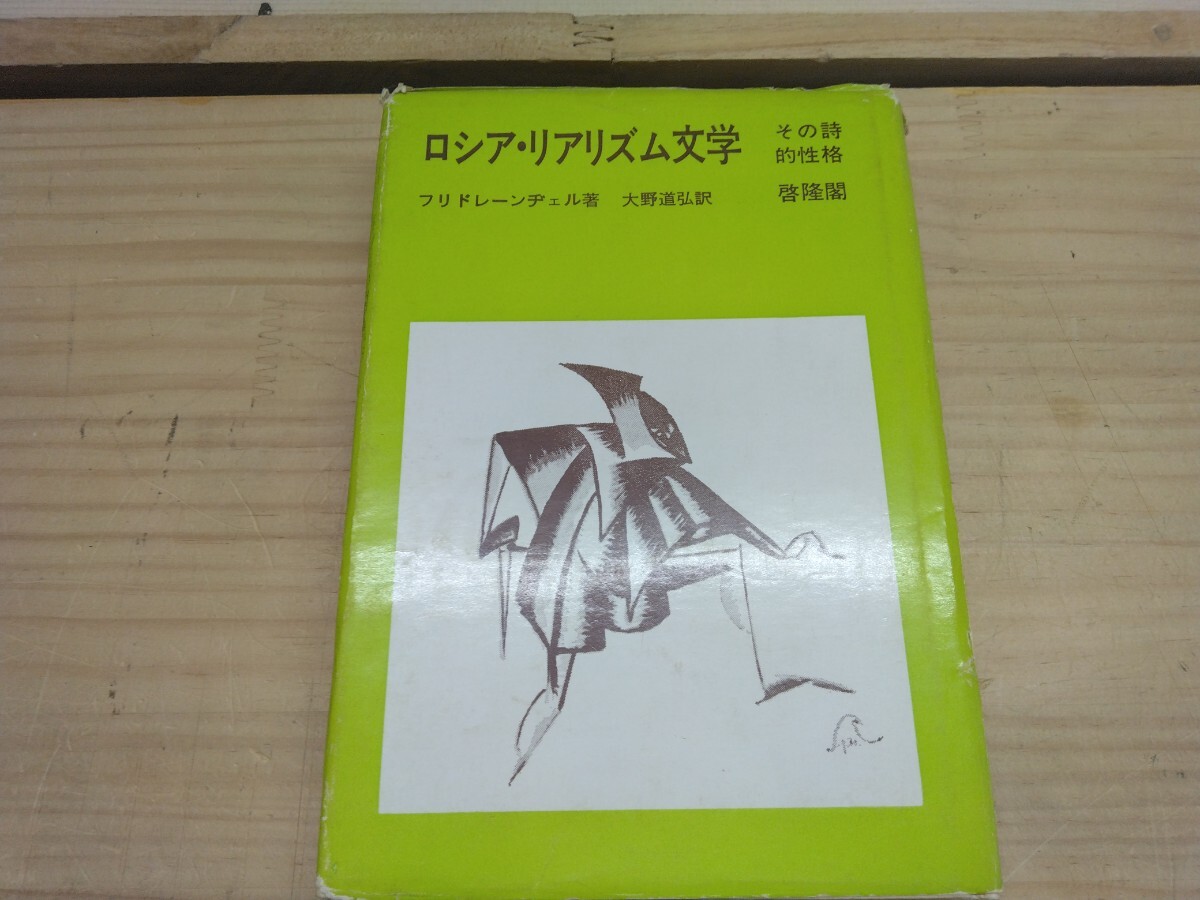 ロシア・リアリズム文学
その詩
的性格
フリドレーンヂェル著 大野道弘訳 啓隆閣